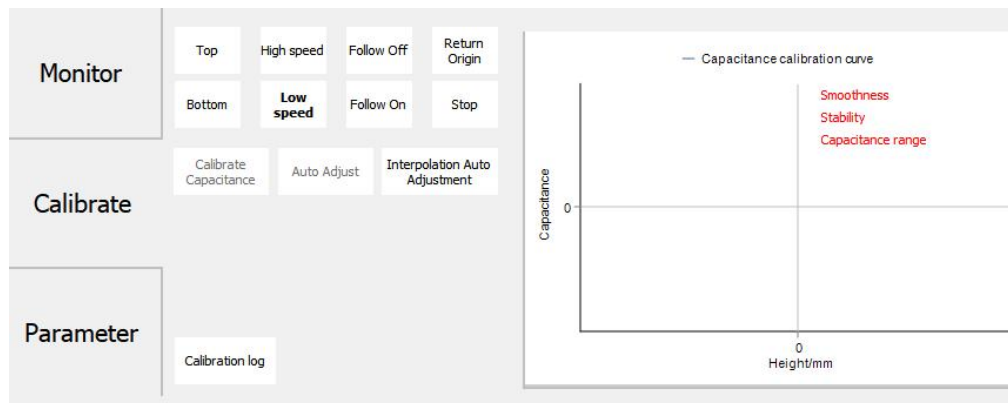 Monitor
Calibrate
Parameter
Top
High speed
Follow Off
Return
Origin
Bottom
Low
speed
Follow On
Stop
Calibrate
Capacitance
Auto Adjust
Interpolation Auto
Adjustment
Calibration log
Capacitance calibration curve
Smoothness
Stability
Capacitance range
Capacitance
0
0
Height/mm